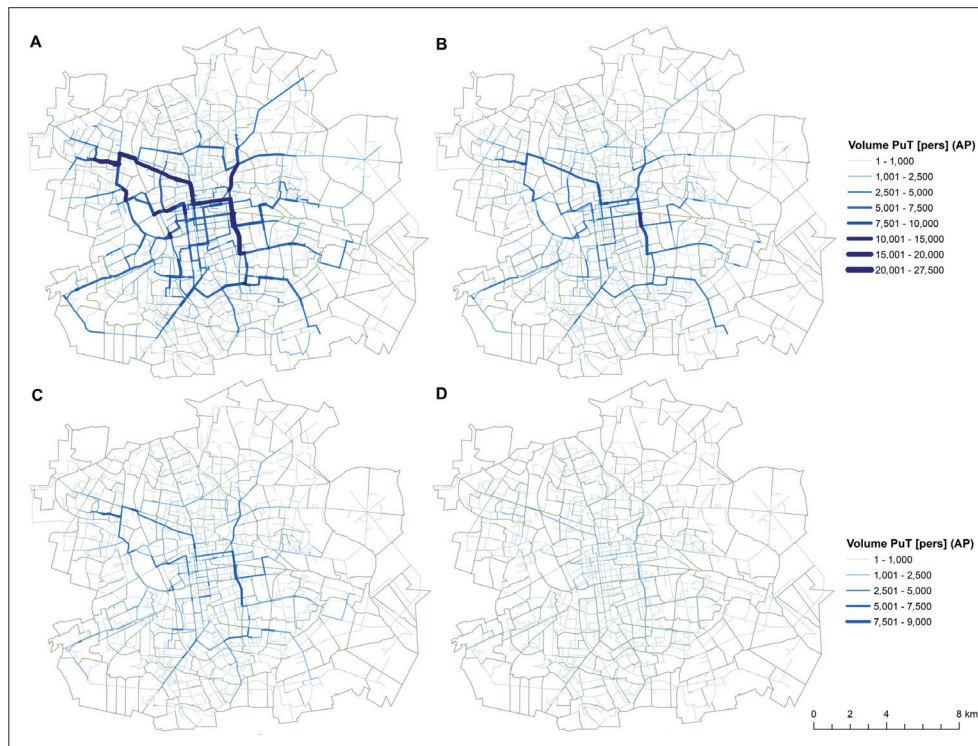 A
B
Volume PuT [pers] (AP)
1 - 1,000
1,001 - 2,500
2,501 - 5,000
5,001 - 7,500
7,501 - 10,000
10,001 - 15,000
15,001 - 20,000
20,001 - 27,500
C
D
Volume PuT [pers] (AP)
1 - 1,000
1,001 - 2,500
2,501 - 5,000
5,001 - 7,500
7,501 - 9,000
0 2 4 6 8 km